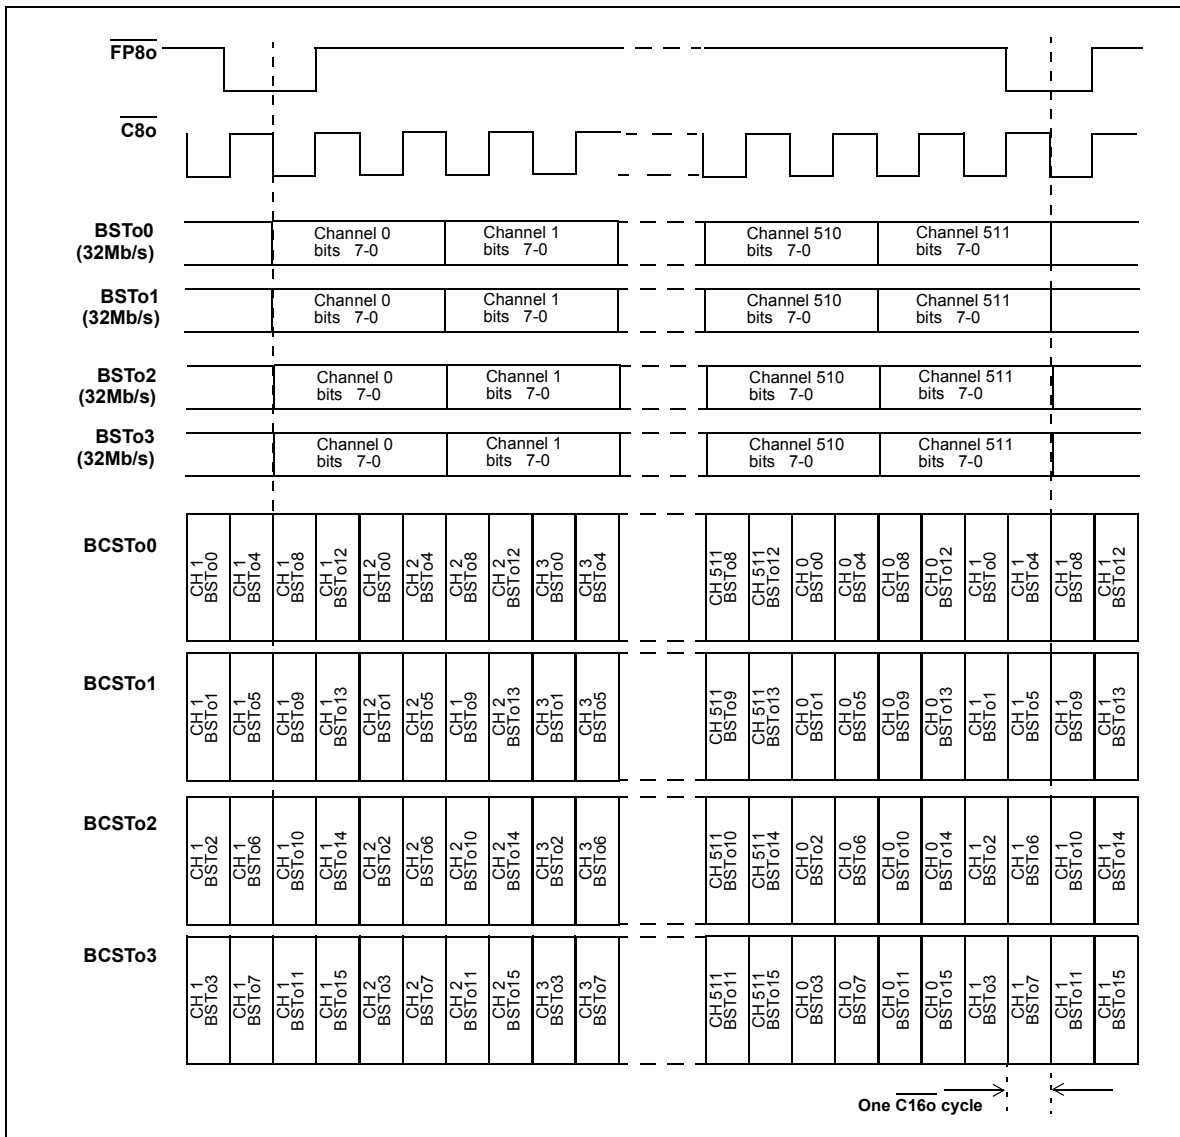 FP8o
C8o
BSTo0
(32Mb/s)
Channel 0
bits 7-0
Channel 1
bits 7-0
Channel 510
bits 7-0
Channel 511
bits 7-0
BSTo1
(32Mb/s)
Channel 0
bits 7-0
Channel 1
bits 7-0
Channel 510
bits 7-0
Channel 511
bits 7-0
BSTo2
(32Mb/s)
Channel 0
bits 7-0
Channel 1
bits 7-0
Channel 510
bits 7-0
Channel 511
bits 7-0
BSTo3
(32Mb/s)
Channel 0
bits 7-0
Channel 1
bits 7-0
Channel 510
bits 7-0
Channel 511
bits 7-0
BCSTo0
CH 1
BSTo0
CH 1
BSTo4
CH 1
BSTo8
CH 1
BSTo12
CH 2
BSTo0
CH 2
BSTo4
CH 2
BSTo8
CH 2
BSTo12
CH 3
BSTo0
CH 3
BSTo4
CH 511
BSTo8
CH 511
BSTo12
CH 0
BSTo0
CH 0
BSTo4
CH 0
BSTo8
CH 0
BSTo12
CH 1
BSTo0
CH 1
BSTo4
CH 1
BSTo8
CH 1
BSTo12
BCSTo1
CH 1
BSTo1
CH 1
BSTo5
CH 1
BSTo9
CH 1
BSTo13
CH 2
BSTo1
CH 2
BSTo5
CH 1
BSTo9
CH 2
BSTo13
CH 3
BSTo1
CH 3
BSTo5
CH 511
BSTo9
CH 511
BSTo13
CH 0
BSTo1
CH 0
BSTo5
CH 0
BSTo9
CH 0
BSTo13
CH 1
BSTo1
CH 1
BSTo5
CH 1
BSTo9
CH 1
BSTo13
BCSTo2
CH 1
BSTo2
CH 1
BSTo6
CH 1
BSTo10
CH 1
BSTo14
CH 2
BSTo2
CH 2
BSTo6
CH 2
BSTo10
CH 2
BSTo14
CH 3
BSTo2
CH 3
BSTo6
CH 511
BSTo10
CH 511
BSTo14
CH 0
BSTo2
CH 0
BSTo6
CH 0
BSTo10
CH 0
BSTo14
CH 1
BSTo2
CH 1
BSTo6
CH 1
BSTo10
CH 1
BSTo14
BCSTo3
CH 1
BSTo3
CH 1
BSTo7
CH 1
BSTo11
CH 1
BSTo15
CH 2
BSTo3
CH 2
BSTo7
CH 2
BSTo11
CH 2
BSTo15
CH 3
BSTo3
CH 3
BSTo7
CH 511
BSTo11
CH 511
BSTo15
CH 0
BSTo3
CH 0
BSTo7
CH 0
BSTo11
CH 0
BSTo15
CH 1
BSTo3
CH 1
BSTo7
CH 1
BSTo11
CH 1
BSTo15
One C16o cycle